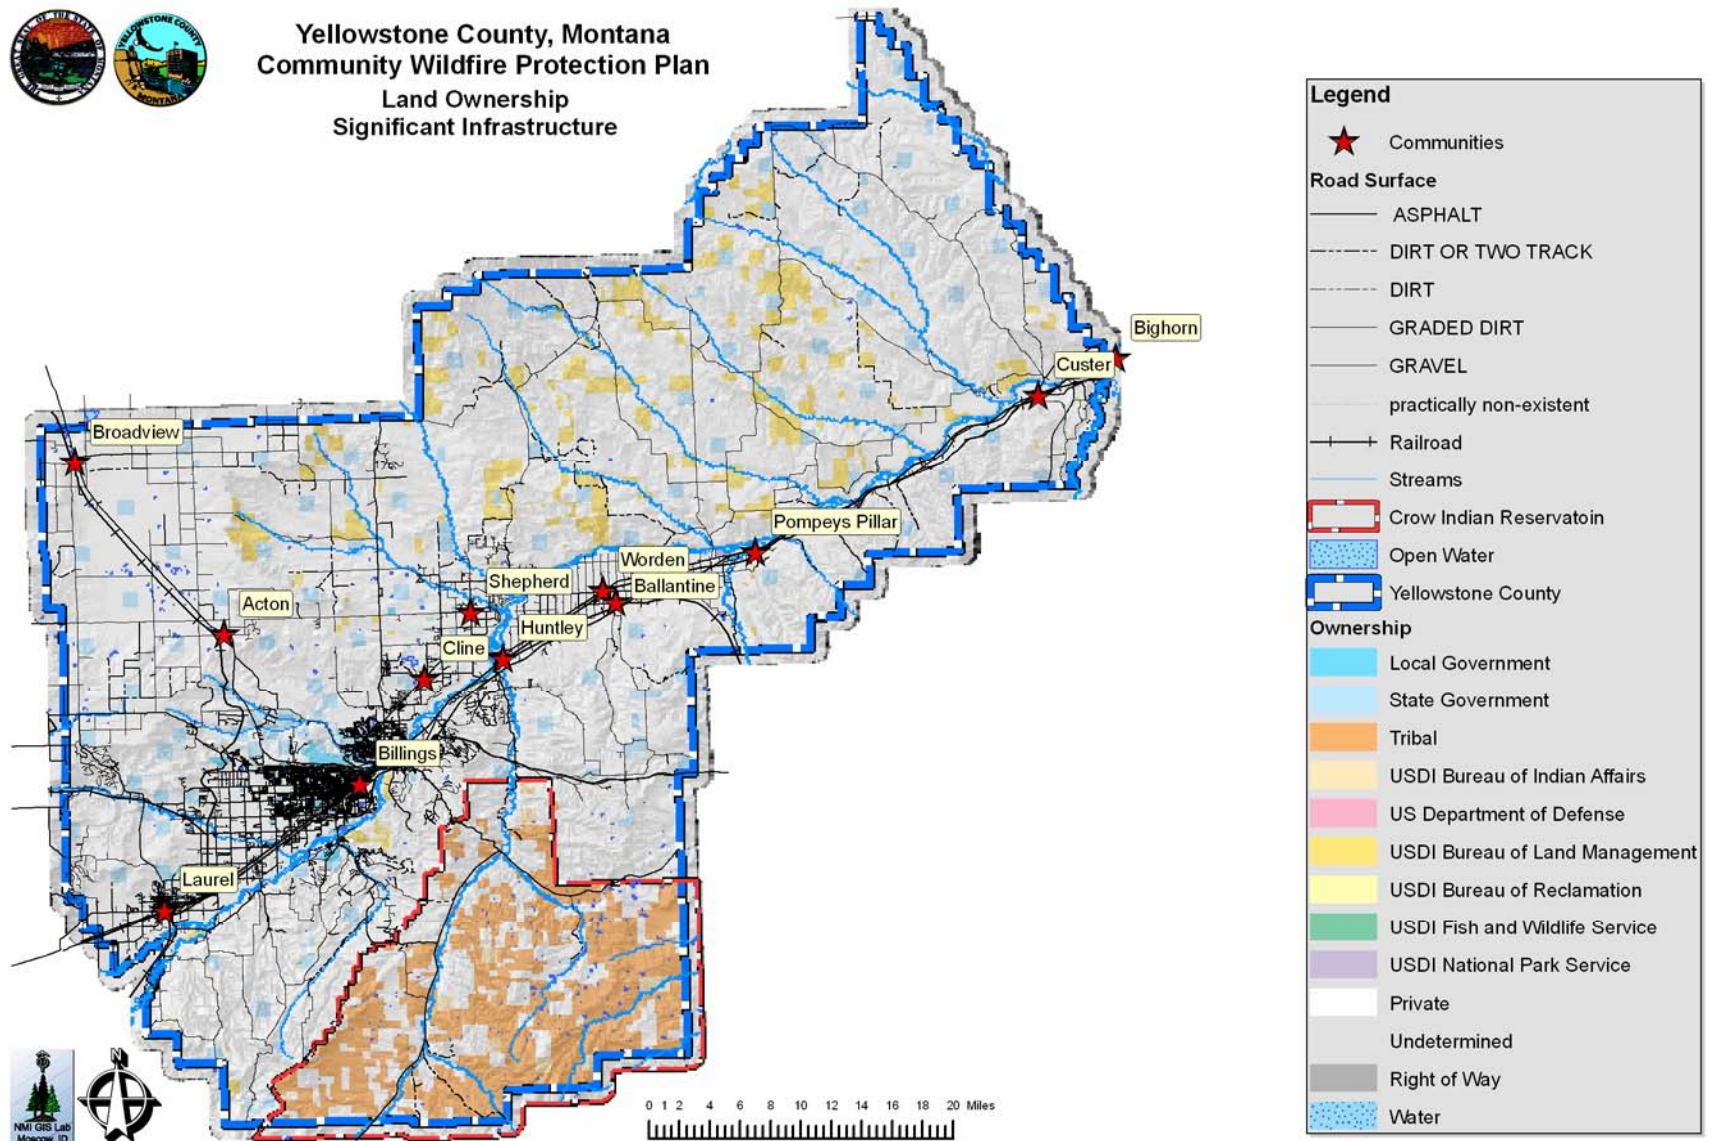 Yellowstone County, Montana
Community Wildfire Protection Plan
Land Ownership
Significant Infrastructure
YELLOWSTONE COUNTY
MONTANA
Bighorn
Custer
Broadview
Pompeys Pillar
Worden
Shepherd
Ballantine
Acton
Huntley
Cline
Billings
Laurel
N
NMI GIS Lab
Moscow, ID
0 1 2 4 6 8 10 12 14 16 18 20 Miles
Legend
Communities
Road Surface
ASPHALT
DIRT OR TWO TRACK
DIRT
GRADED DIRT
GRAVEL
practically non-existent
Railroad
Streams
Crow Indian Reservatoin
Open Water
Yellowstone County
Ownership
Local Government
State Government
Tribal
USDI Bureau of Indian Affairs
US Department of Defense
USDI Bureau of Land Management
USDI Bureau of Reclamation
USDI Fish and Wildlife Service
USDI National Park Service
Private
Undetermined
Right of Way
Water